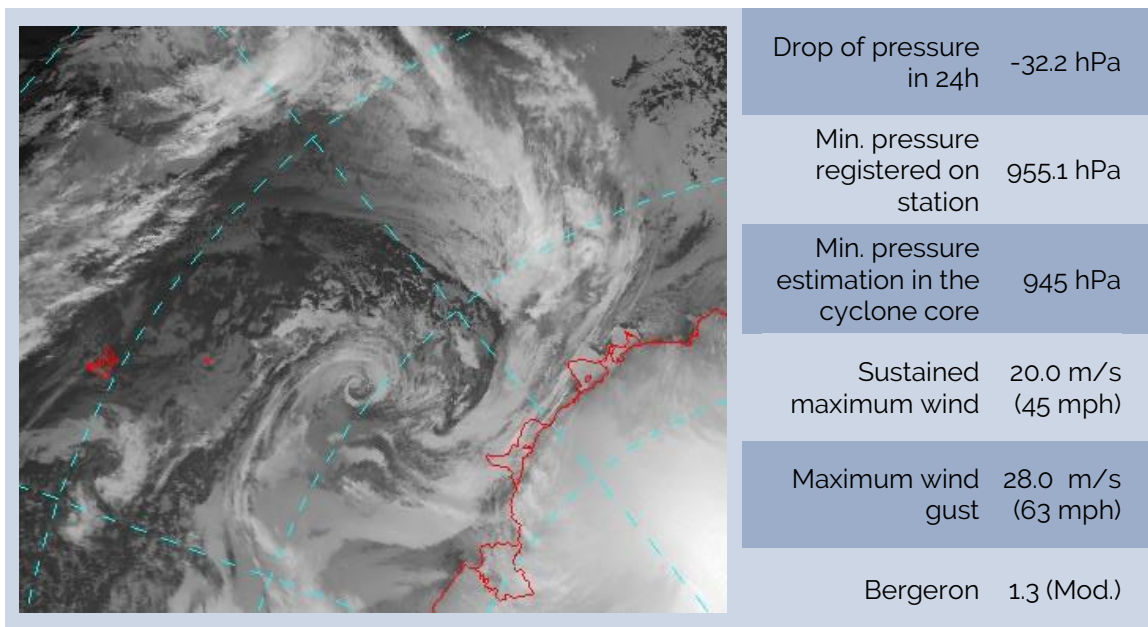 Drop of pressure
in 24h
-32.2 hPa
Min. pressure
registered on
station
955.1 hPa
Min. pressure
estimation in the
cyclone core
945 hPa
Sustained
maximum wind
20.0 m/s
(45 mph)
Maximum wind
gust
28.0 m/s
(63 mph)
Bergeron
1.3 (Mod.)